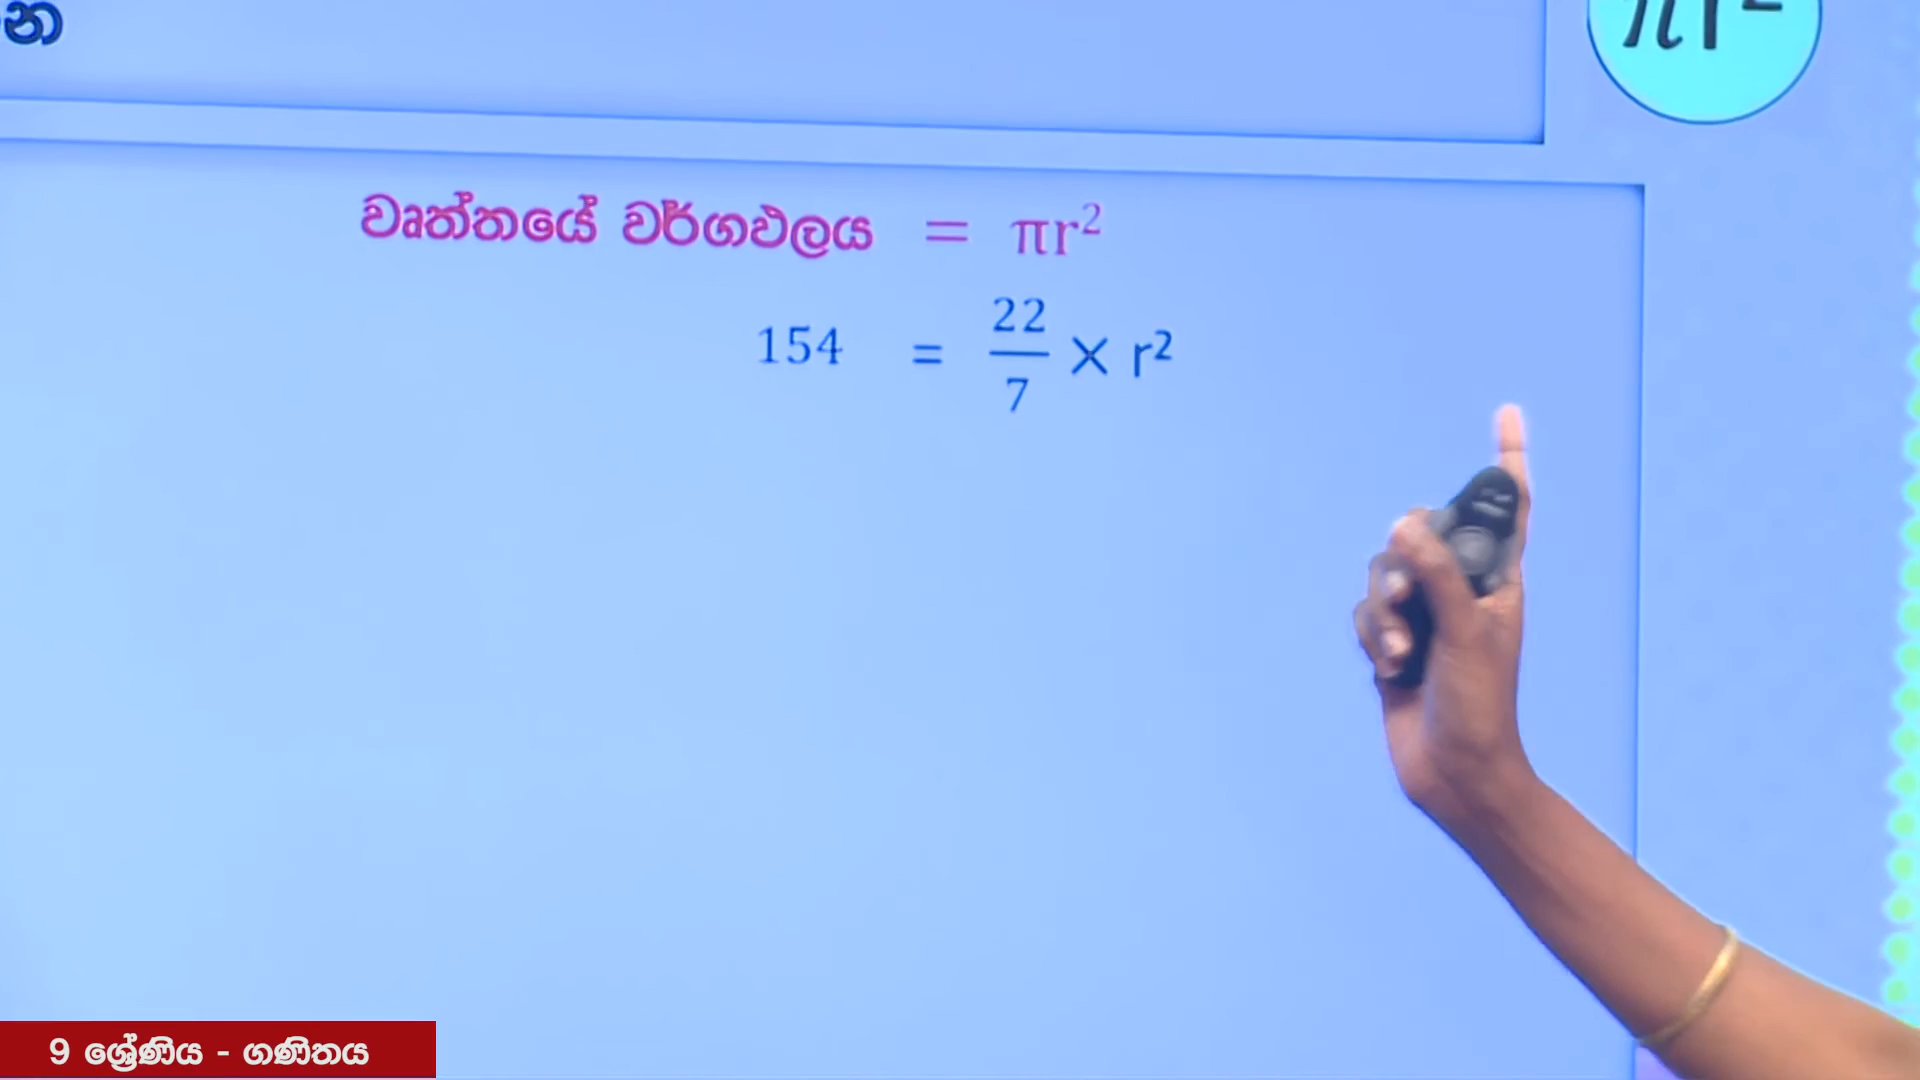 වෘත්තයේ වර්ගඵලය = πr²
154 = 22/7 × r²
9 ශ්‍රේණිය - ගණිතය